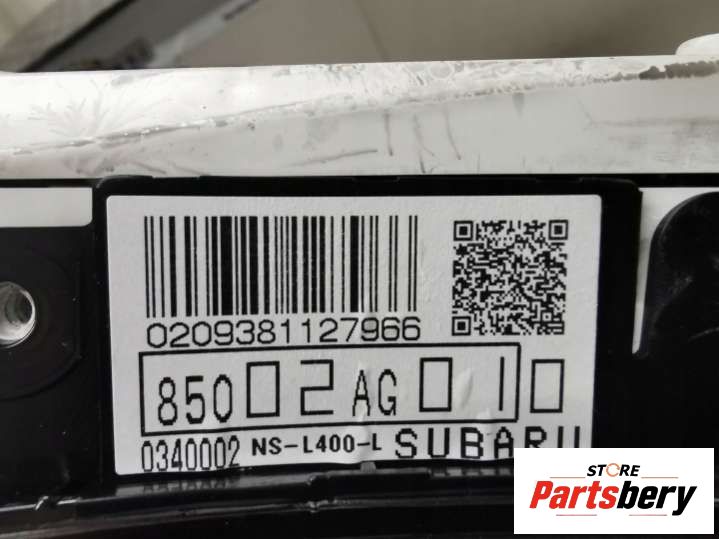 0209381127966
85002AG010
0340002 NS-L400-L SUBARU
STORE
Partsbery